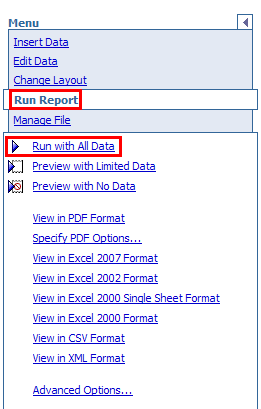 Menu
Insert Data
Edit Data
Change Layout
Run Report
Manage File
Run with All Data
Preview with Limited Data
Preview with No Data
View in PDF Format
Specify PDF Options...
View in Excel 2007 Format
View in Excel 2002 Format
View in Excel 2000 Single Sheet Format
View in Excel 2000 Format
View in CSV Format
View in XML Format
Advanced Options...